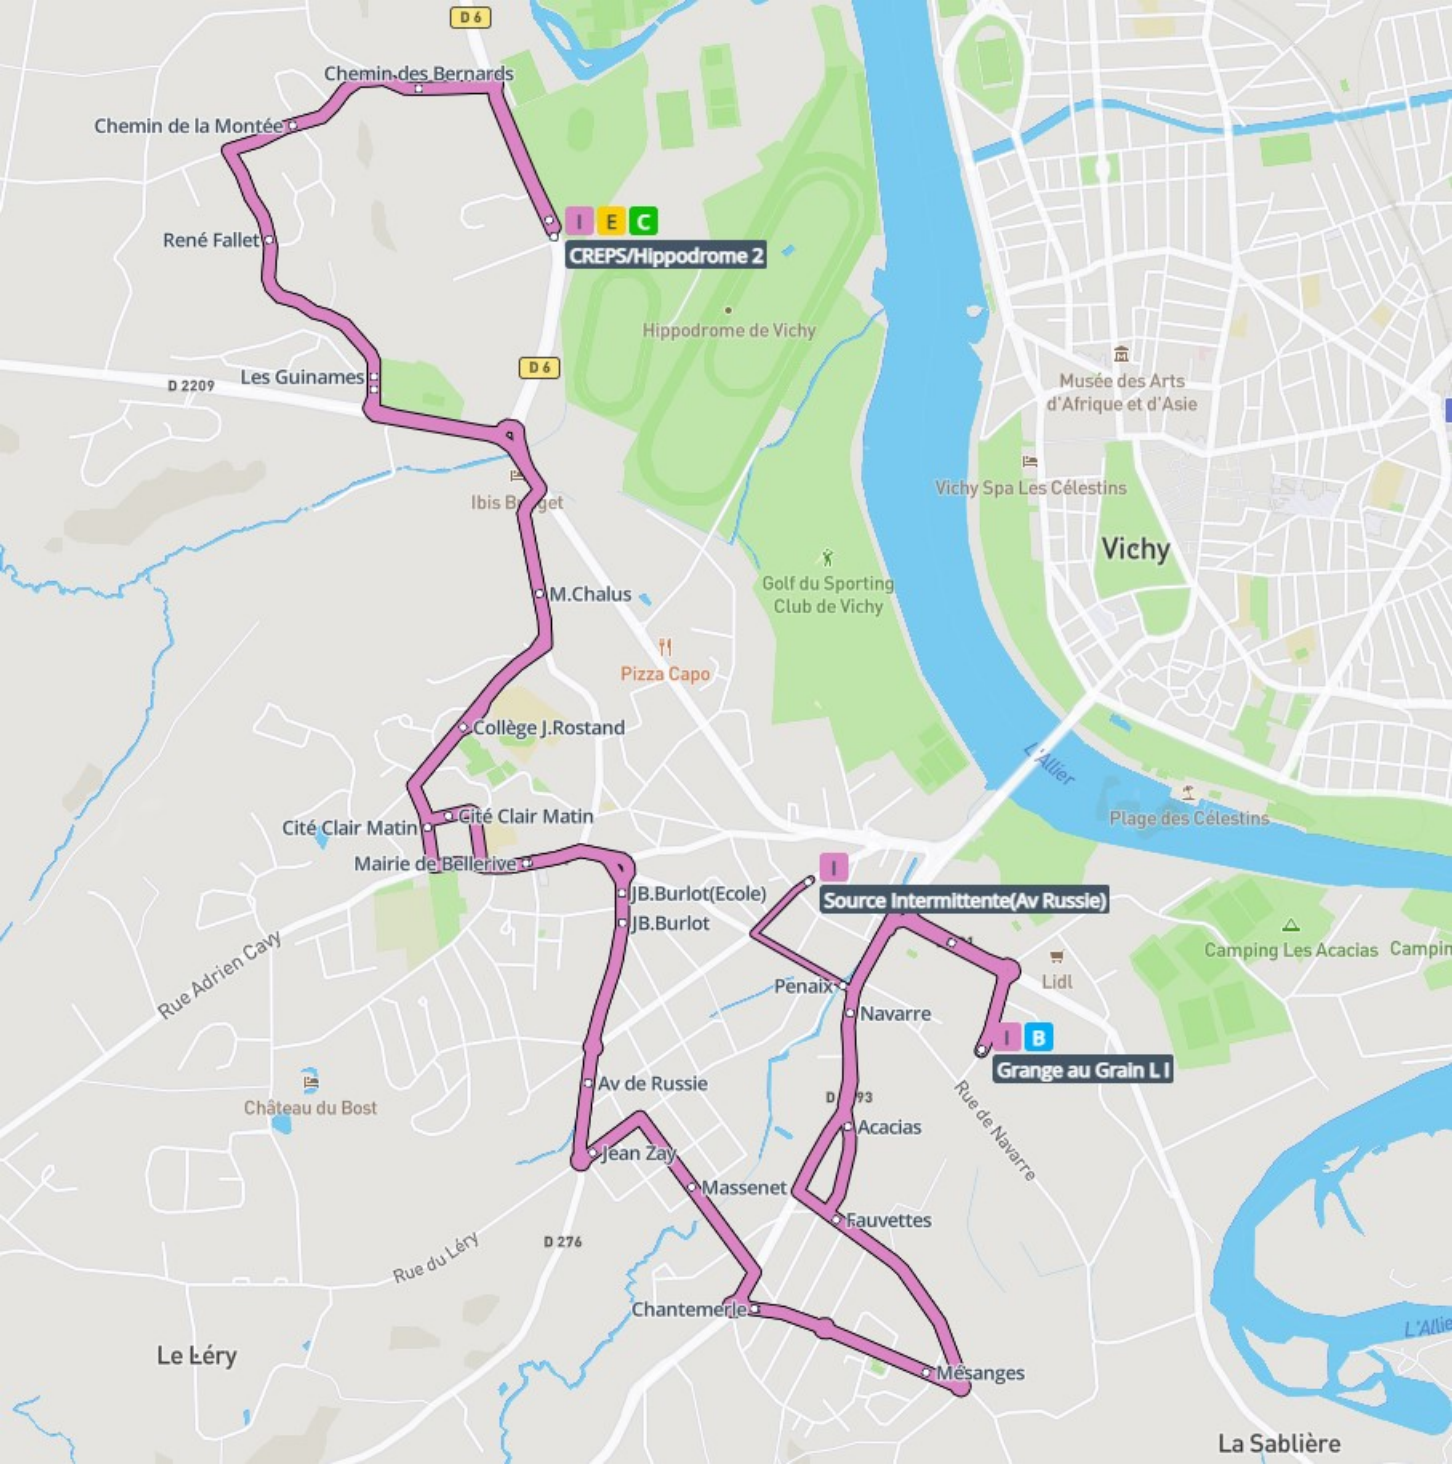 D 6
Chemin des Bernards
Chemin de la Montée
I E C
CREPS/Hippodrome 2
René Fallet
Hippodrome de Vichy
D 6
Les Guinames
D 2209
Musée des Arts
d'Afrique et d'Asie
Vichy Spa Les Célestins
Vichy
Golf du Sporting
Club de Vichy
M.Chalus
Pizza Capo
Collège J.Rostand
L'Allier
Plage des Célestins
Cité Clair Matin
Cité Clair Matin
Mairie de Bellerive
I
Source Intermittente(Av Russie)
JB.Burlot(Ecole)
JB.Burlot
Rue Adrien Cavy
Camping Les Acacias
Lidl
Penaix
Navarre
I B
Grange au Grain L I
Av de Russie
Château du Bost
Rue de Navarre
Acacias
Jean Zay
Massenet
Fauvettes
D 276
Rue du Léry
Chantemerle
Mésanges
L'Allie
Le Léry
La Sablière